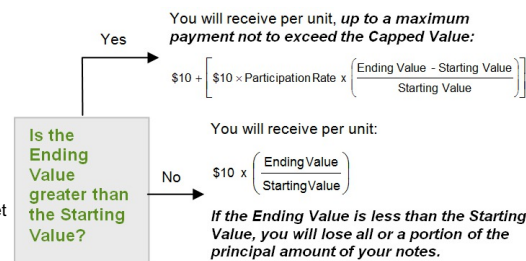 You will receive per unit, up to a maximum
payment not to exceed the Capped Value:
Yes
$10 + [ $10 × Participation Rate x ( Ending Value - Starting Value / Starting Value ) ]
Is the
Ending
Value
greater than
the Starting
Value?
You will receive per unit:
No
$10 x ( Ending Value / Starting Value )
If the Ending Value is less than the Starting
Value, you will lose all or a portion of the
principal amount of your notes.